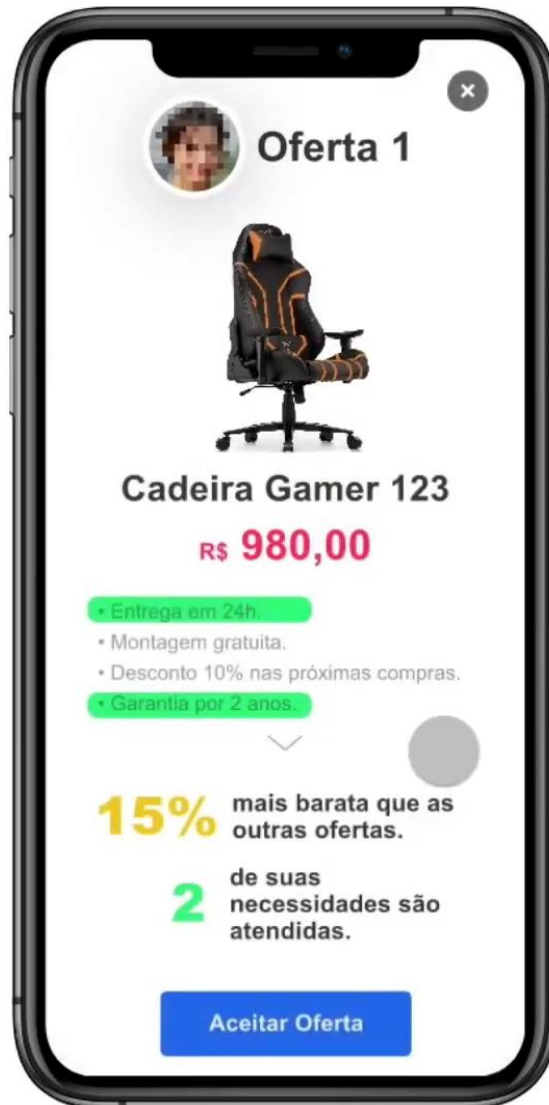 Oferta 1
Cadeira Gamer 123
R$ 980,00
• Entrega em 24h.
• Montagem gratuita.
• Desconto 10% nas próximas compras.
• Garantia por 2 anos.
15% mais barata que as
outras ofertas.
2 de suas
necessidades são
atendidas.
Aceitar Oferta